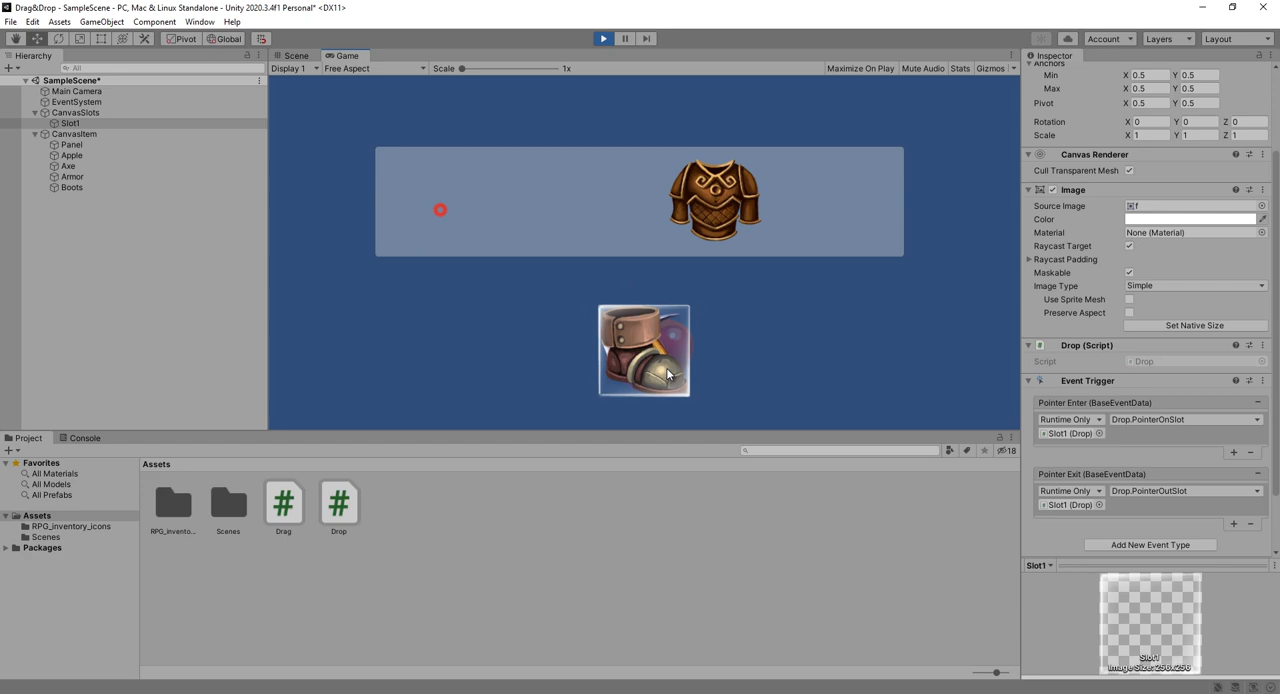 Drag&Drop - SampleScene - PC, Mac & Linux Standalone - Unity 2020.3.4f1 Personal* <DX11>
File Edit Assets GameObject Component Window Help
Pivot Global Account Layers Layout
Hierarchy
All
SampleScene*
Main Camera
EventSystem
CanvasSlots
Slot1
CanvasItem
Panel
Apple
Axe
Armor
Boots
Scene Game
Display 1 Free Aspect Scale 1x Maximize On Play Mute Audio Stats Gizmos
Inspector
Anchors
Min X 0.5 Y 0.5
Max X 0.5 Y 0.5
Pivot X 0.5 Y 0.5
Rotation X 0 Y 0 Z 0
Scale X 1 Y 1 Z 1
Canvas Renderer
Cull Transparent Mesh
Image
Source Image f
Color
Material None (Material)
Raycast Target
Raycast Padding
Maskable
Image Type Simple
Use Sprite Mesh
Preserve Aspect
Set Native Size
# Drop (Script)
Script # Drop
Event Trigger
Pointer Enter (BaseEventData)
Runtime Only Drop.PointerOnSlot
# Slot1 (Drop)
+ −
Pointer Exit (BaseEventData)
Runtime Only Drop.PointerOutSlot
# Slot1 (Drop)
+ −
Add New Event Type
Slot1
Slot1
Image Size: 256x256
Project Console
18
Favorites
All Materials
All Models
All Prefabs
Assets
RPG_inventory_icons
Scenes
Packages
Assets
# #
RPG_invento... Scenes Drag Drop